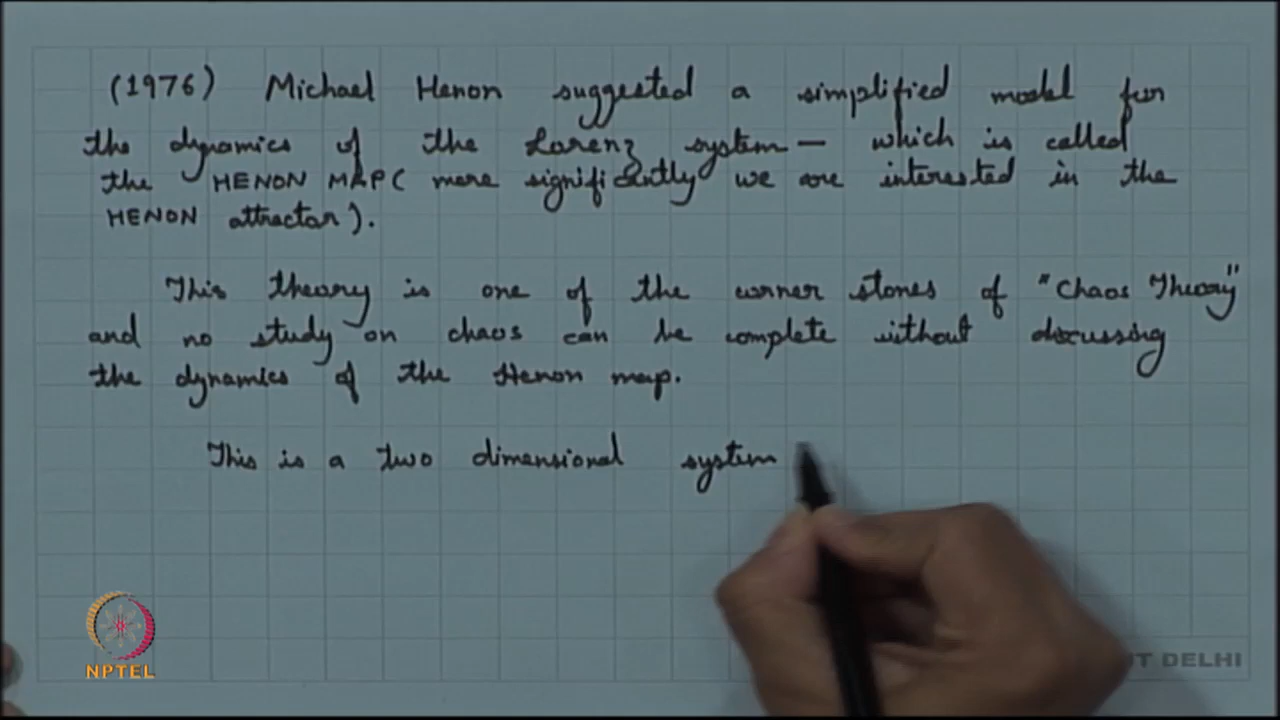 (1976) Michael Henon suggested a simplified model for
the dynamics of the Lorenz system — which is called
the HENON MAP ( more significantly we are interested in the
HENON attractor ).
This theory is one of the corner stones of "Chaos Theory"
and no study on chaos can be complete without discussing
the dynamics of the Henon map.
This is a two dimensional system
NPTEL
IIT DELHI